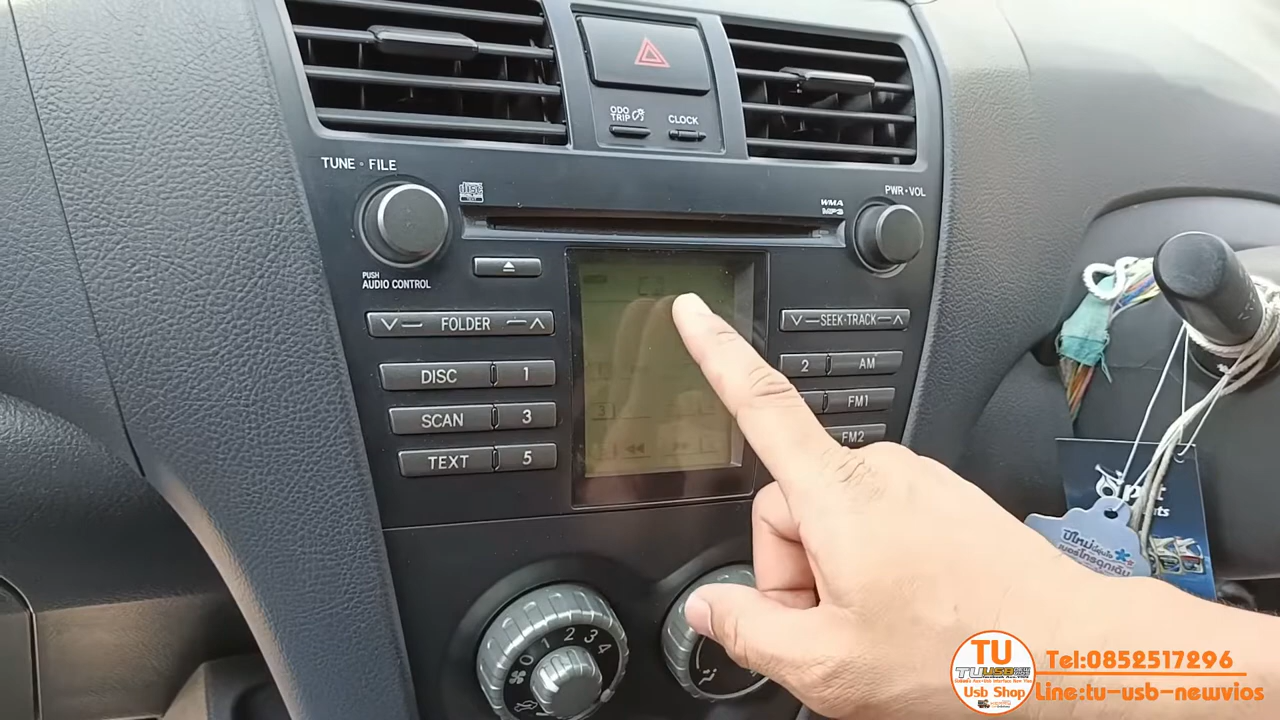 ODO
TRIP
CLOCK
TUNE • FILE
disc
WMA
MP3
PWR • VOL
PUSH
AUDIO CONTROL
FOLDER
SEEK•TRACK
DISC 1
2 AM
SCAN 3
FM1
TEXT 5
FM2
3
0 1 2 3 4
TU
Usb Shop
Tel:0852517296
Line:tu-usb-newvios